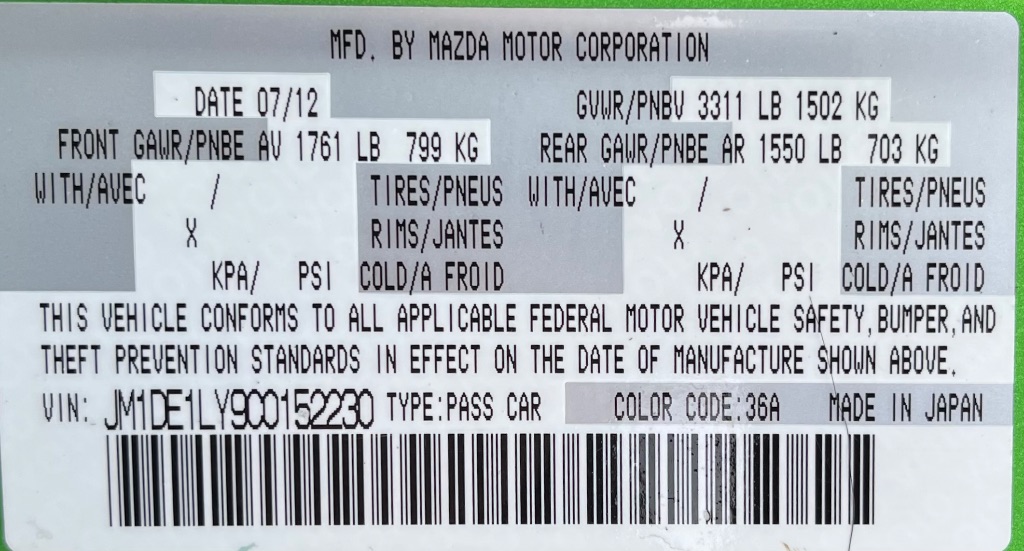 MFD. BY MAZDA MOTOR CORPORATION
DATE 07/12 GVWR/PNBV 3311 LB 1502 KG
FRONT GAWR/PNBE AV 1761 LB 799 KG REAR GAWR/PNBE AR 1550 LB 703 KG
WITH/AVEC / TIRES/PNEUS WITH/AVEC / TIRES/PNEUS
X RIMS/JANTES X RIMS/JANTES
KPA/ PSI COLD/A FROID KPA/ PSI COLD/A FROID
THIS VEHICLE CONFORMS TO ALL APPLICABLE FEDERAL MOTOR VEHICLE SAFETY,BUMPER,AND
THEFT PREVENTION STANDARDS IN EFFECT ON THE DATE OF MANUFACTURE SHOWN ABOVE.
VIN: JM1DE1LY9C0152230 TYPE:PASS CAR COLOR CODE:36A MADE IN JAPAN